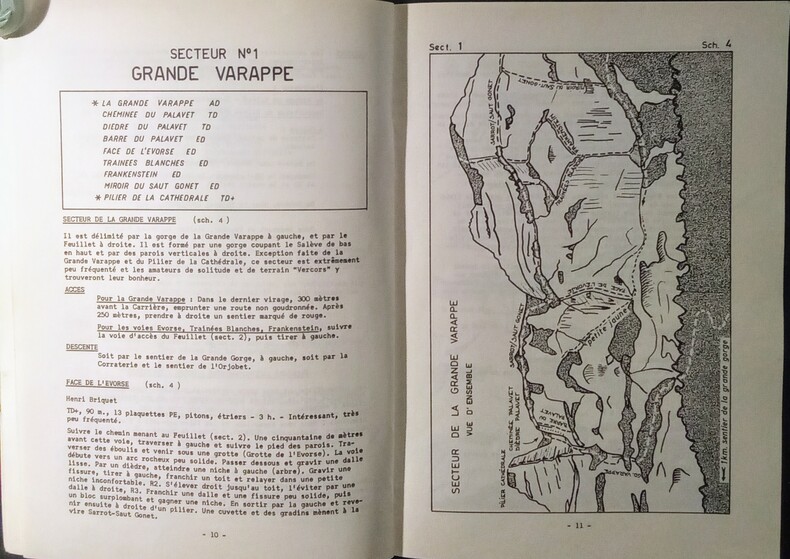 SECTEUR N°1
GRANDE VARAPPE
* LA GRANDE VARAPPE AD
CHEMINEE DU PALAVET TD
DIÈDRE DU PALAVET TD
BARRE DU PALAVET ED
FACE DE L'EVORSE ED
TRAINEES BLANCHES ED
FRANKENSTEIN ED
MIROIR DU SAUT GONET ED
* PILIER DE LA CATHEDRALE TD+
SECTEUR DE LA GRANDE VARAPPE (sch. 4)
Il est délimité par la gorge de la Grande Varappe à gauche, et par le
Feuillet à droite. Il est formé par une gorge coupant le Salève de bas
en haut et par des parois verticales à droite. Exception faite de la
Grande Varappe et du Pilier de la Cathédrale, ce secteur est extrêmement
peu fréquenté et les amateurs de solitude et de terrain "Vercors" y
trouveront leur bonheur.
ACCES
Pour la Grande Varappe : Dans le dernier virage, 300 mètres
avant la Carrière, emprunter une route non goudronnée. Après
250 mètres, prendre à droite un sentier marqué de rouge.
Pour les voies Evorse, Trainées Blanches, Frankenstein, suivre
la voie d'accès du Feuillet (sect. 2), puis tirer à gauche.
DESCENTE
Soit par le sentier de la Grande Gorge, à gauche, soit par la
Corraterie et le sentier de l'Orjobet.
FACE DE L'EVORSE (sch. 4)
Henri Briquet
TD+, 90 m., 13 plaquettes PE, pitons, étriers - 3 h. - Intéressant, très
peu fréquenté.
Suivre le chemin menant au Feuillet (sect. 2). Une cinquantaine de mètres
avant cette voie, traverser à gauche et suivre le pied des parois. Tra-
verser des éboulis et venir sous une grotte (Grotte de l'Evorse). La voie
débute vers un arc rocheux peu solide. Passer dessous et gravir une dalle
lisse. Par un dièdre, atteindre une niche à gauche (arbre). Gravir une
fissure, tirer à gauche, franchir un toit et relayer dans une petite
niche inconfortable. R2. S'élever droit jusqu'au toit, l'éviter par une
dalle à droite, R3. Franchir une dalle et une fissure peu solide, puis
un bloc surplombant et gagner une niche. En sortir par la gauche et reve-
nir ensuite à droite d'un pilier. Une cuvette et des gradins mènent à la
vire Sarrot-Saut Gonet.
- 10 -
Sect. 1
Sch. 4
SECTEUR DE LA GRANDE VARAPPE
VUE D'ENSEMBLE
PILIER CATHÉDRALE
CHEMINÉE PALAVET
DIÈDRE PALAVET
BARRE DU PALAVET
SARROT/SAUT GONET
SARROT/SAUT GONET
FACE DE L'EVORSE
petite jaune
GDE VARAPPE
1km. sentier de la grande gorge
- 11 -